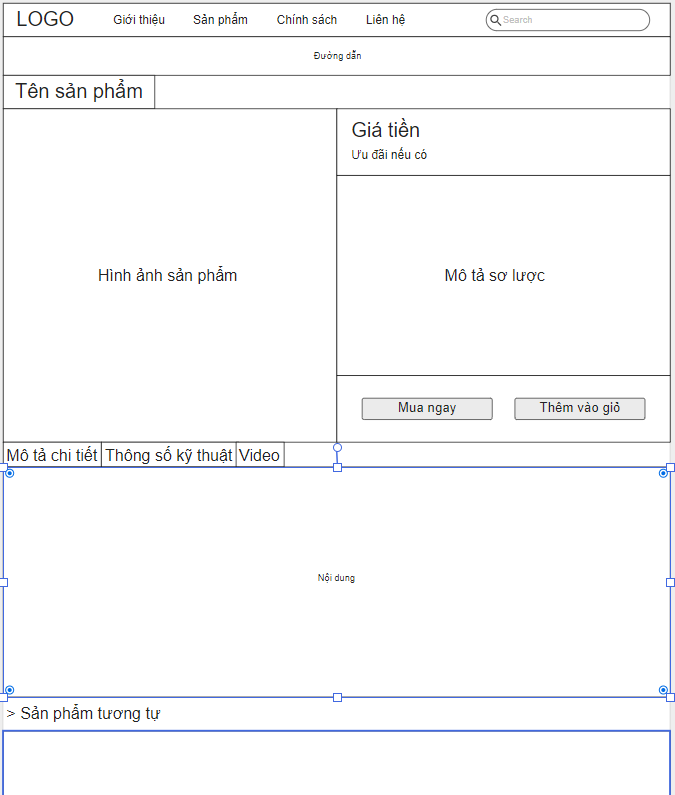 LOGO
Giới thiệu
Sản phẩm
Chính sách
Liên hệ
Search
Đường dẫn
Tên sản phẩm
Giá tiền
Ưu đãi nếu có
Hình ảnh sản phẩm
Mô tả sơ lược
Mua ngay
Thêm vào giỏ
Mô tả chi tiết
Thông số kỹ thuật
Video
Nội dung
> Sản phẩm tương tự